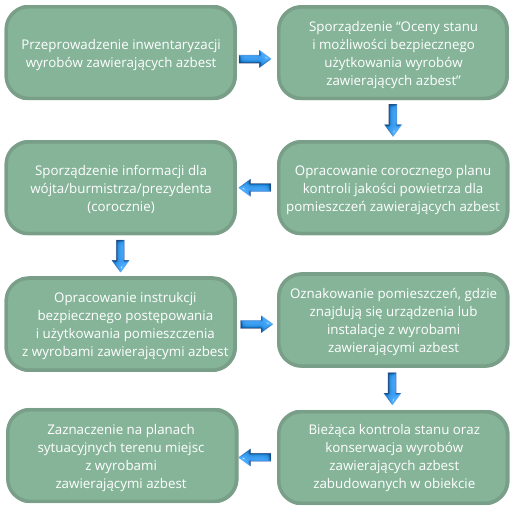 Przeprowadzenie inwentaryzacji
wyrobów zawierających azbest
Sporządzenie “Oceny stanu
i możliwości bezpiecznego
użytkowania wyrobów
zawierających azbest”
Opracowanie corocznego planu
kontroli jakości powietrza dla
pomieszczeń zawierających azbest
Sporządzenie informacji dla
wójta/burmistrza/prezydenta
(corocznie)
Opracowanie instrukcji
bezpiecznego postępowania
i użytkowania pomieszczenia
z wyrobami zawierającymi azbest
Oznakowanie pomieszczeń, gdzie
znajdują się urządzenia lub
instalacje z wyrobami
zawierającymi azbest
Bieżąca kontrola stanu oraz
konserwacja wyrobów
zawierających azbest
zabudowanych w obiekcie
Zaznaczenie na planach
sytuacyjnych terenu miejsc
z wyrobami
zawierającymi azbest